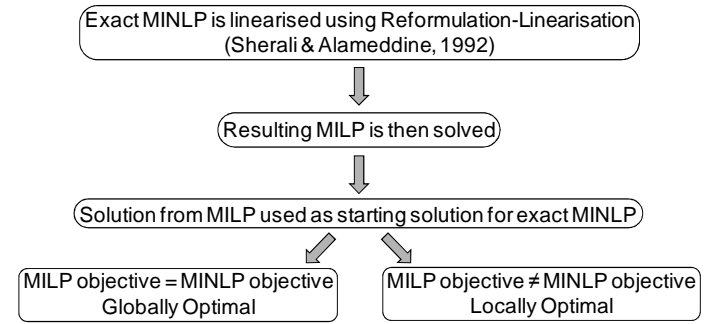 Exact MINLP is linearised using Reformulation-Linearisation
(Sherali & Alameddine, 1992)
Resulting MILP is then solved
Solution from MILP used as starting solution for exact MINLP
MILP objective = MINLP objective
Globally Optimal
MILP objective ≠ MINLP objective
Locally Optimal